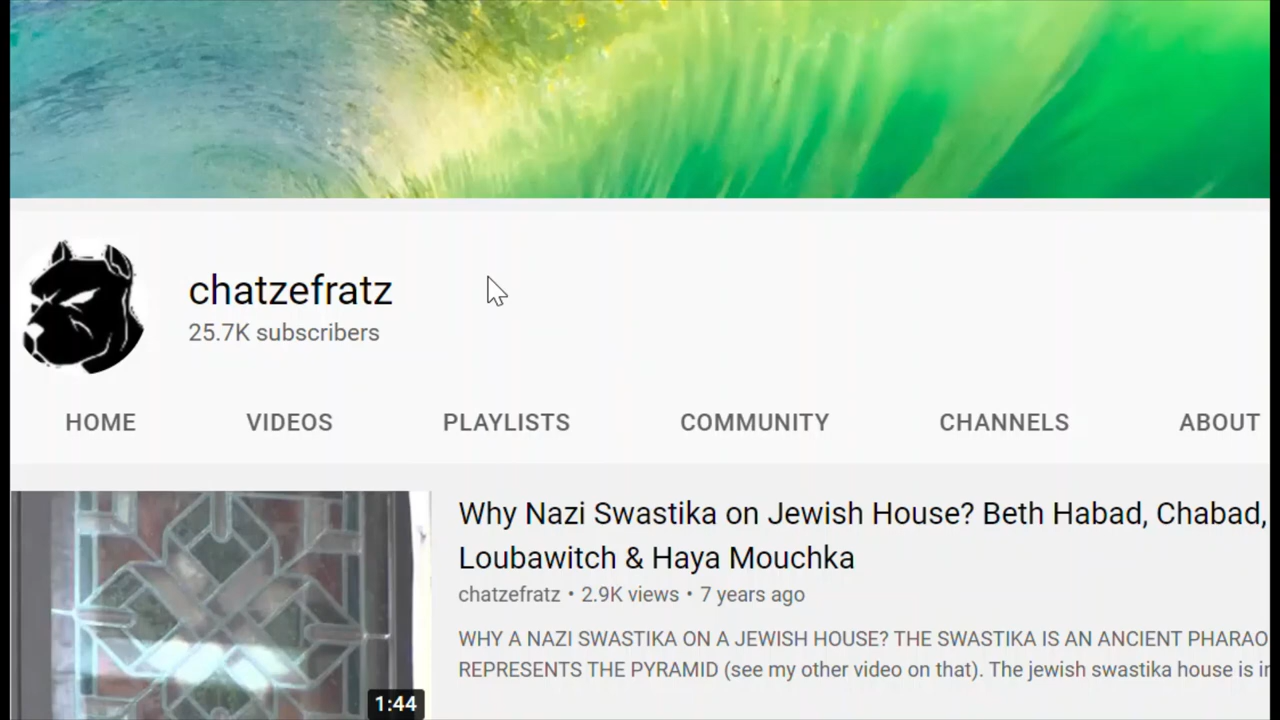 chatzefratz
25.7K subscribers
HOME VIDEOS PLAYLISTS COMMUNITY CHANNELS ABOUT
Why Nazi Swastika on Jewish House? Beth Habad, Chabad,
Loubawitch & Haya Mouchka
chatzefratz • 2.9K views • 7 years ago
WHY A NAZI SWASTIKA ON A JEWISH HOUSE? THE SWASTIKA IS AN ANCIENT PHARAO
REPRESENTS THE PYRAMID (see my other video on that). The jewish swastika house is
1:44